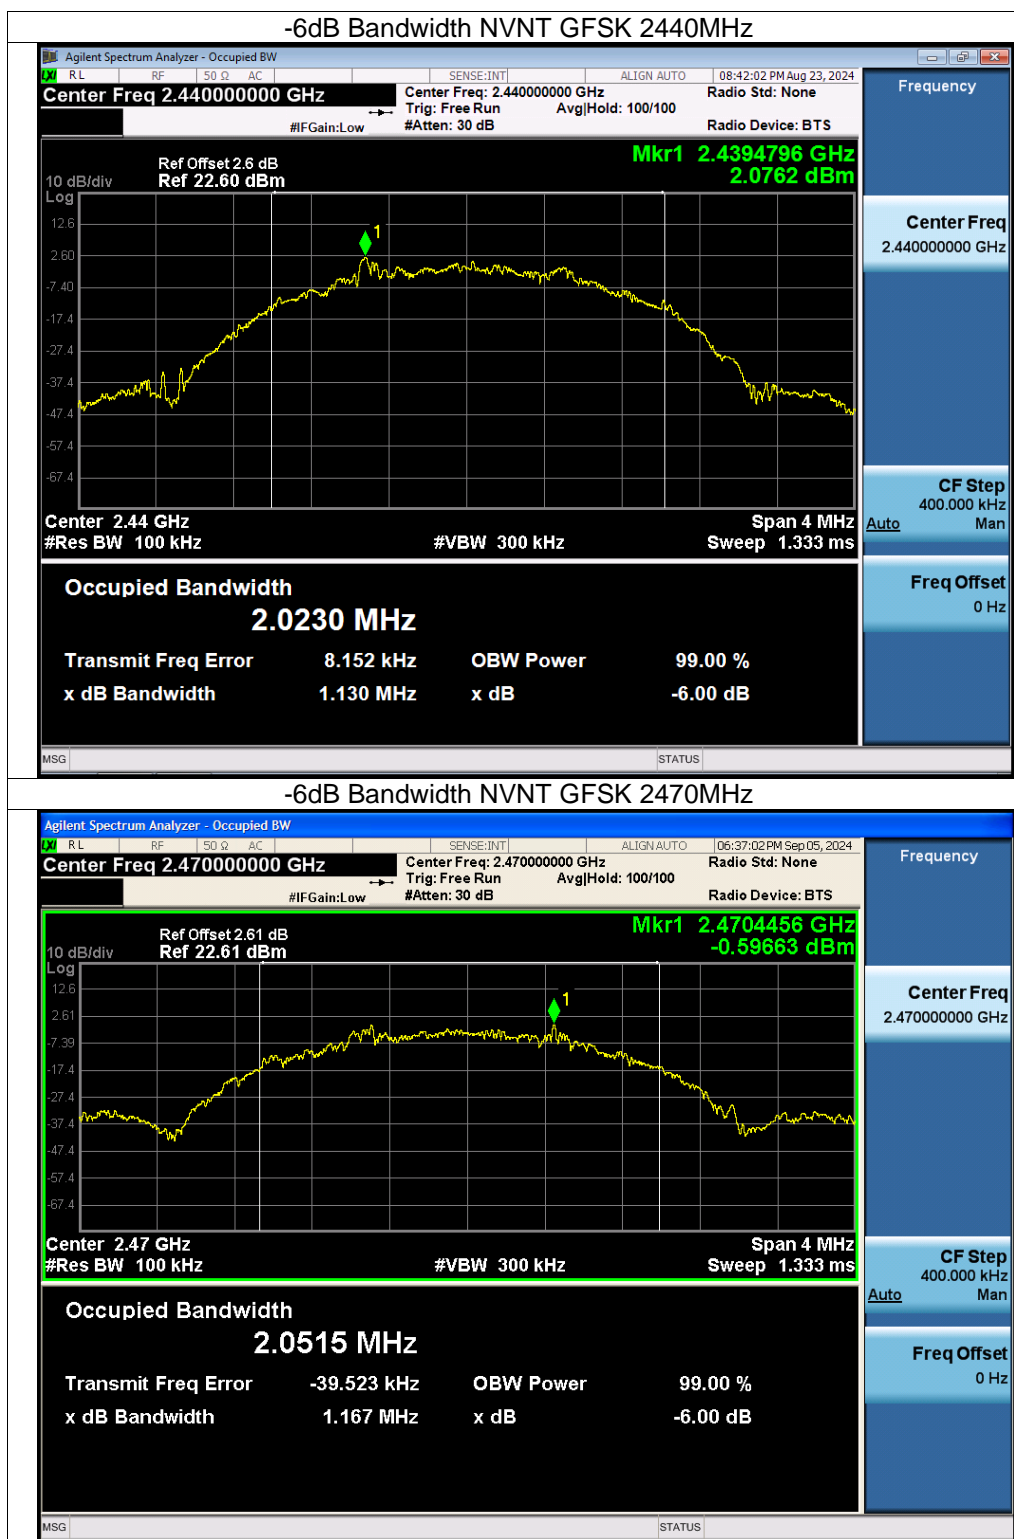 -6dB Bandwidth NVNT GFSK 2440MHz
Agilent Spectrum Analyzer - Occupied BW
LXI RL RF 50 Ω AC SENSE:INT ALIGN AUTO 08:42:02 PM Aug 23, 2024
Center Freq 2.440000000 GHz
Center Freq: 2.440000000 GHz
Radio Std: None
Trig: Free Run Avg|Hold: 100/100
#IFGain:Low #Atten: 30 dB Radio Device: BTS
Frequency
Mkr1 2.4394796 GHz
2.0762 dBm
Ref Offset 2.6 dB
10 dB/div Ref 22.60 dBm
Log
12.6
1
2.60
-7.40
-17.4
-27.4
-37.4
-47.4
-57.4
-67.4
Center Freq
2.440000000 GHz
Center 2.44 GHz Span 4 MHz
#Res BW 100 kHz #VBW 300 kHz Sweep 1.333 ms
CF Step
400.000 kHz
Auto Man
Occupied Bandwidth
2.0230 MHz
Freq Offset
0 Hz
Transmit Freq Error 8.152 kHz OBW Power 99.00 %
x dB Bandwidth 1.130 MHz x dB -6.00 dB
MSG STATUS
-6dB Bandwidth NVNT GFSK 2470MHz
Agilent Spectrum Analyzer - Occupied BW
LXI RL RF 50 Ω AC SENSE:INT ALIGN AUTO 06:37:02 PM Sep 05, 2024
Center Freq 2.470000000 GHz
Center Freq: 2.470000000 GHz
Radio Std: None
Trig: Free Run Avg|Hold: 100/100
#IFGain:Low #Atten: 30 dB Radio Device: BTS
Frequency
Mkr1 2.4704456 GHz
-0.59663 dBm
Ref Offset 2.61 dB
10 dB/div Ref 22.61 dBm
Log
12.6
1
2.61
-7.39
-17.4
-27.4
-37.4
-47.4
-57.4
-67.4
Center Freq
2.470000000 GHz
Center 2.47 GHz Span 4 MHz
#Res BW 100 kHz #VBW 300 kHz Sweep 1.333 ms
CF Step
400.000 kHz
Auto Man
Occupied Bandwidth
2.0515 MHz
Freq Offset
0 Hz
Transmit Freq Error -39.523 kHz OBW Power 99.00 %
x dB Bandwidth 1.167 MHz x dB -6.00 dB
MSG STATUS